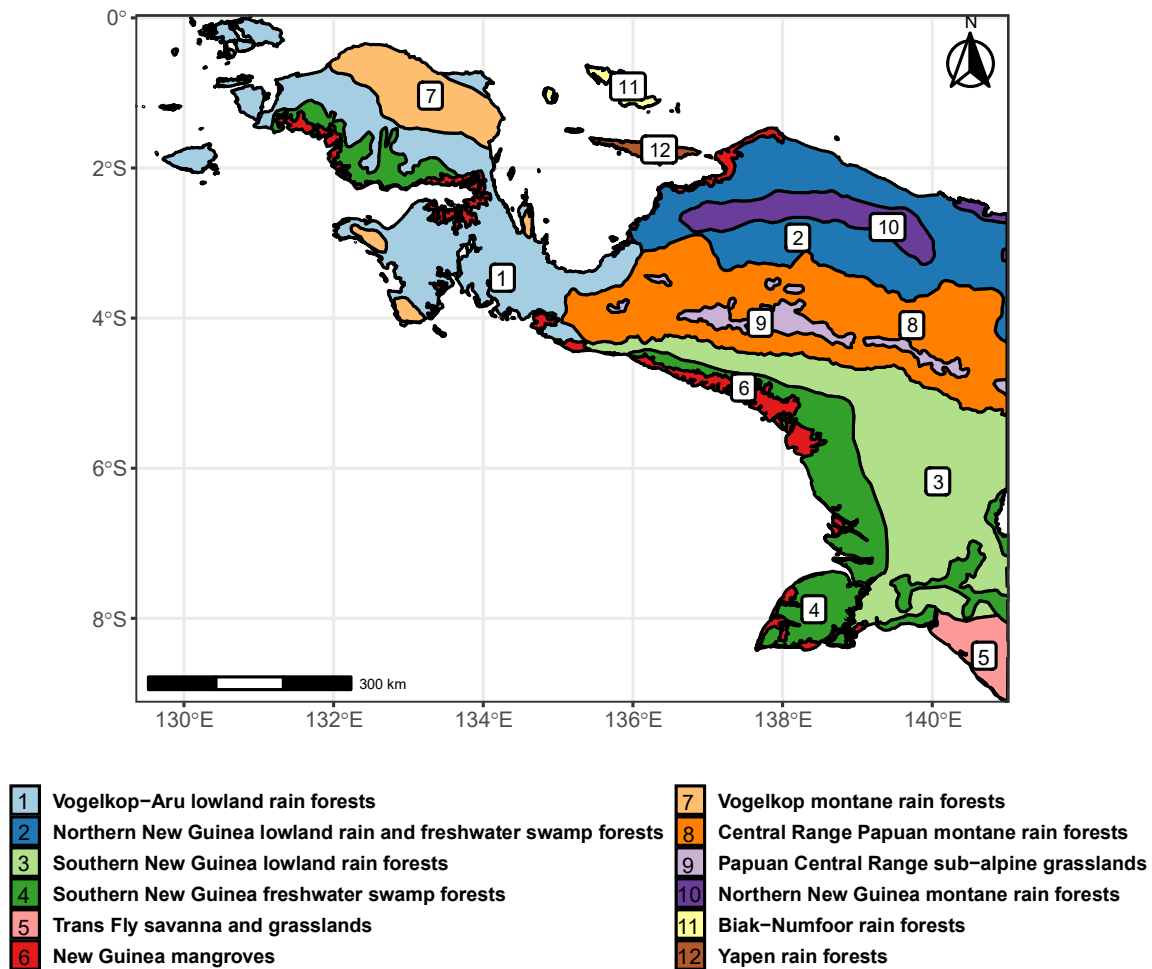 0°
N
11
7
12
2°S
10
2
1
4°S
9
8
6
6°S
3
8°S
4
5
300 km
130°E 132°E 134°E 136°E 138°E 140°E
1 Vogelkop−Aru lowland rain forests
2 Northern New Guinea lowland rain and freshwater swamp forests
3 Southern New Guinea lowland rain forests
4 Southern New Guinea freshwater swamp forests
5 Trans Fly savanna and grasslands
6 New Guinea mangroves
7 Vogelkop montane rain forests
8 Central Range Papuan montane rain forests
9 Papuan Central Range sub−alpine grasslands
10 Northern New Guinea montane rain forests
11 Biak−Numfoor rain forests
12 Yapen rain forests